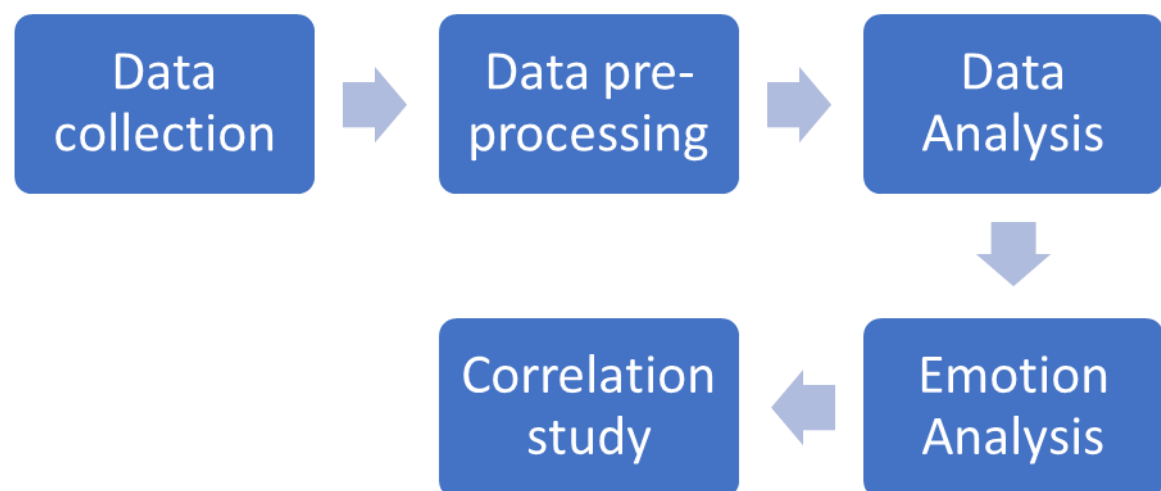 Data
collection
Data pre-
processing
Data
Analysis
Emotion
Analysis
Correlation
study